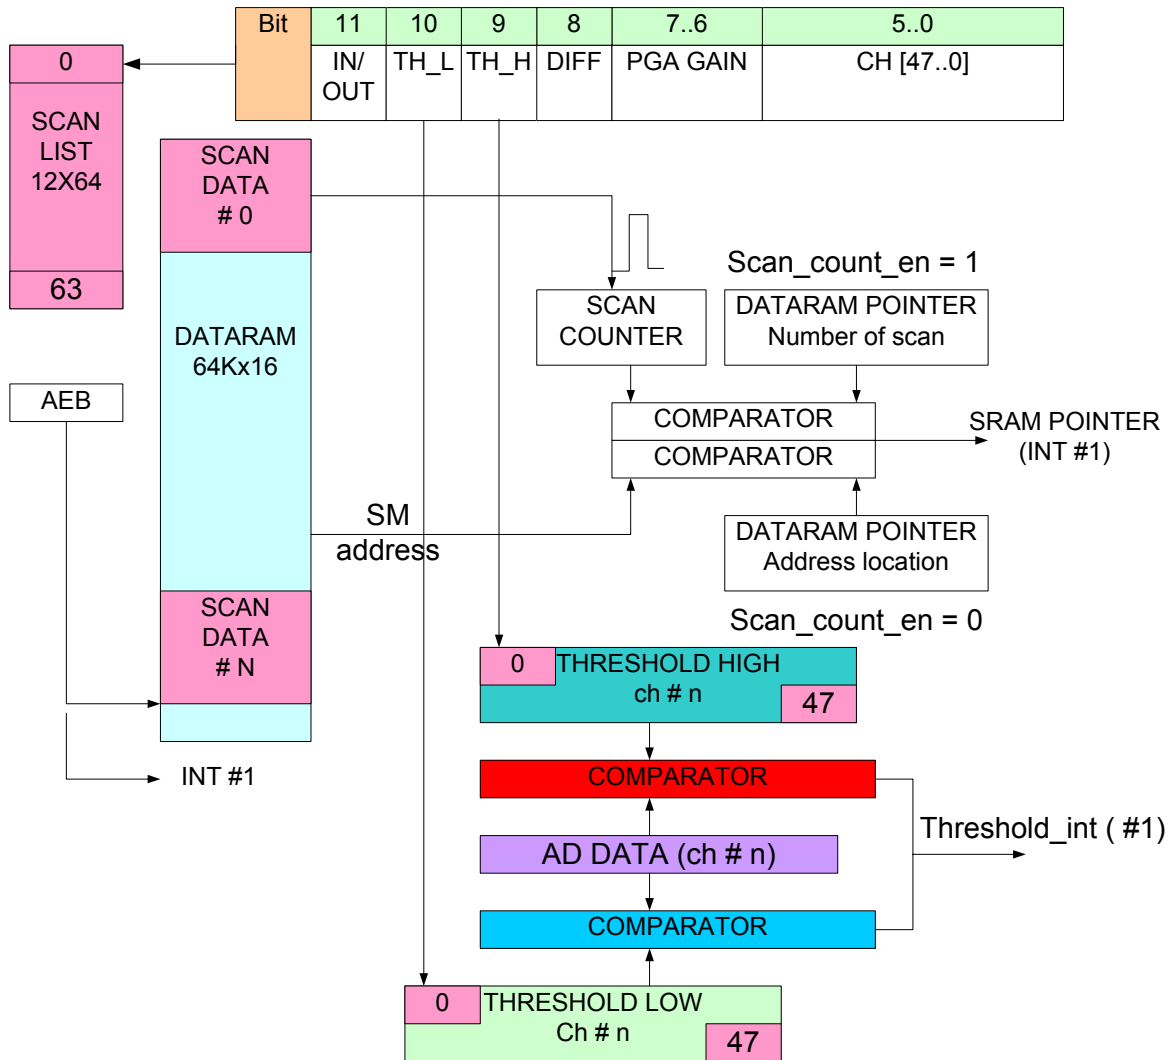 Bit 11 10 9 8 7..6 5..0
IN/ OUT TH_L TH_H DIFF PGA GAIN CH [47..0]
0
SCAN
LIST
12X64
63
SCAN
DATA
# 0
DATARAM
64Kx16
AEB
SCAN
DATA
# N
INT #1
SM
address
SCAN
COUNTER
Scan_count_en = 1
DATARAM POINTER
Number of scan
COMPARATOR
COMPARATOR
SRAM POINTER
(INT #1)
DATARAM POINTER
Address location
Scan_count_en = 0
0 THRESHOLD HIGH
ch # n
47
COMPARATOR
AD DATA (ch # n)
COMPARATOR
Threshold_int ( #1)
0 THRESHOLD LOW
Ch # n
47